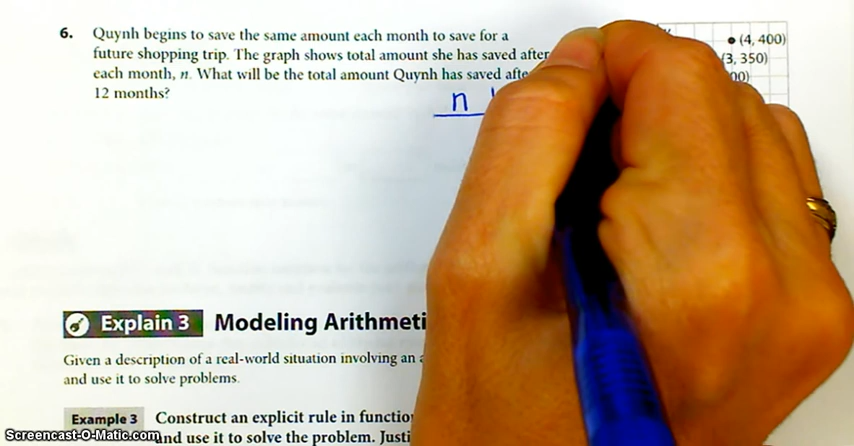 6. Quynh begins to save the same amount each month to save for a
future shopping trip. The graph shows total amount she has saved after
each month, n. What will be the total amount Quynh has saved
12 months?
n
(4, 400)
(3, 350)
Explain 3 Modeling
Given a description of a real-world situation involving an
and use it to solve problems.
Example 3 Construct an explicit rule in
and use it to solve the problem.
Screencast-O-Matic.com